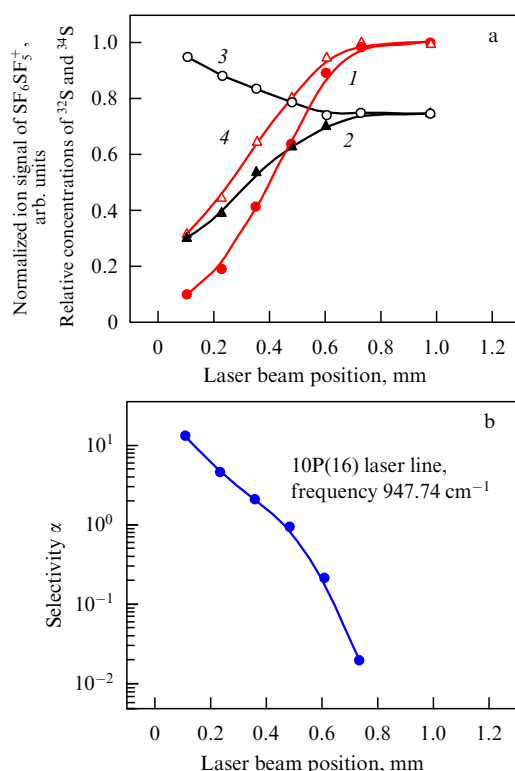 Normalized ion signal of SF₆SF₅⁺,
arb. units
Relative concentrations of ³²S and ³⁴S
a
1.0
0.8
0.6
0.4
0.2
0
3
1
4
2
0 0.2 0.4 0.6 0.8 1.0 1.2
Laser beam position, mm
b
Selectivity α
10¹
10⁰
10⁻¹
10⁻²
10P(16) laser line,
frequency 947.74 cm⁻¹
0 0.2 0.4 0.6 0.8 1.0 1.2
Laser beam position, mm